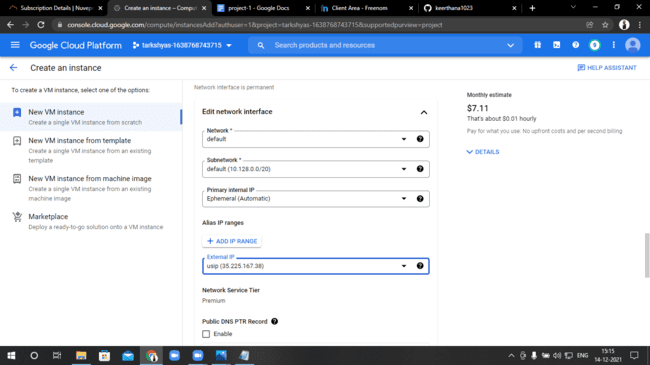 Subscription Details | Nuvep
Create an instance – Compu
project-1 - Google Docs
Client Area - Freenom
keerthana1023
console.cloud.google.com/compute/instancesAdd?authuser=1&project=tarkshyas-1638768743715&supportedpurview=project
Google Cloud Platform
tarkshyas-1638768743715
Search products and resources
9
Create an instance
HELP ASSISTANT
To create a VM instance, select one of the options:
New VM instance
Create a single VM instance from scratch
New VM instance from template
Create a single VM instance from an existing
template
New VM instance from machine image
Create a single VM instance from an existing
machine image
Marketplace
Deploy a ready-to-go solution onto a VM instance
Network interface is permanent
Edit network interface
Network *
default
Subnetwork *
default (10.128.0.0/20)
Primary internal IP
Ephemeral (Automatic)
Alias IP ranges
+ ADD IP RANGE
External IP
usip (35.225.167.38)
Network Service Tier
Premium
Public DNS PTR Record
Enable
Monthly estimate
$7.11
That's about $0.01 hourly
Pay for what you use: No upfront costs and per second billing
DETAILS
ENG
15:15
14-12-2021